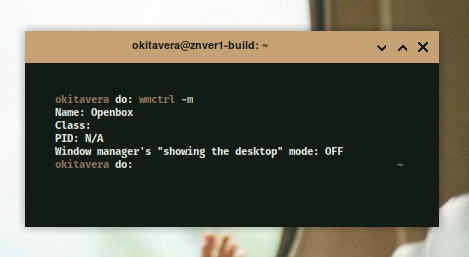 okitavera@znver1-build: ~
okitavera do: wmctrl -m
Name: Openbox
Class:
PID: N/A
Window manager's "showing the desktop" mode: OFF
okitavera do: ~